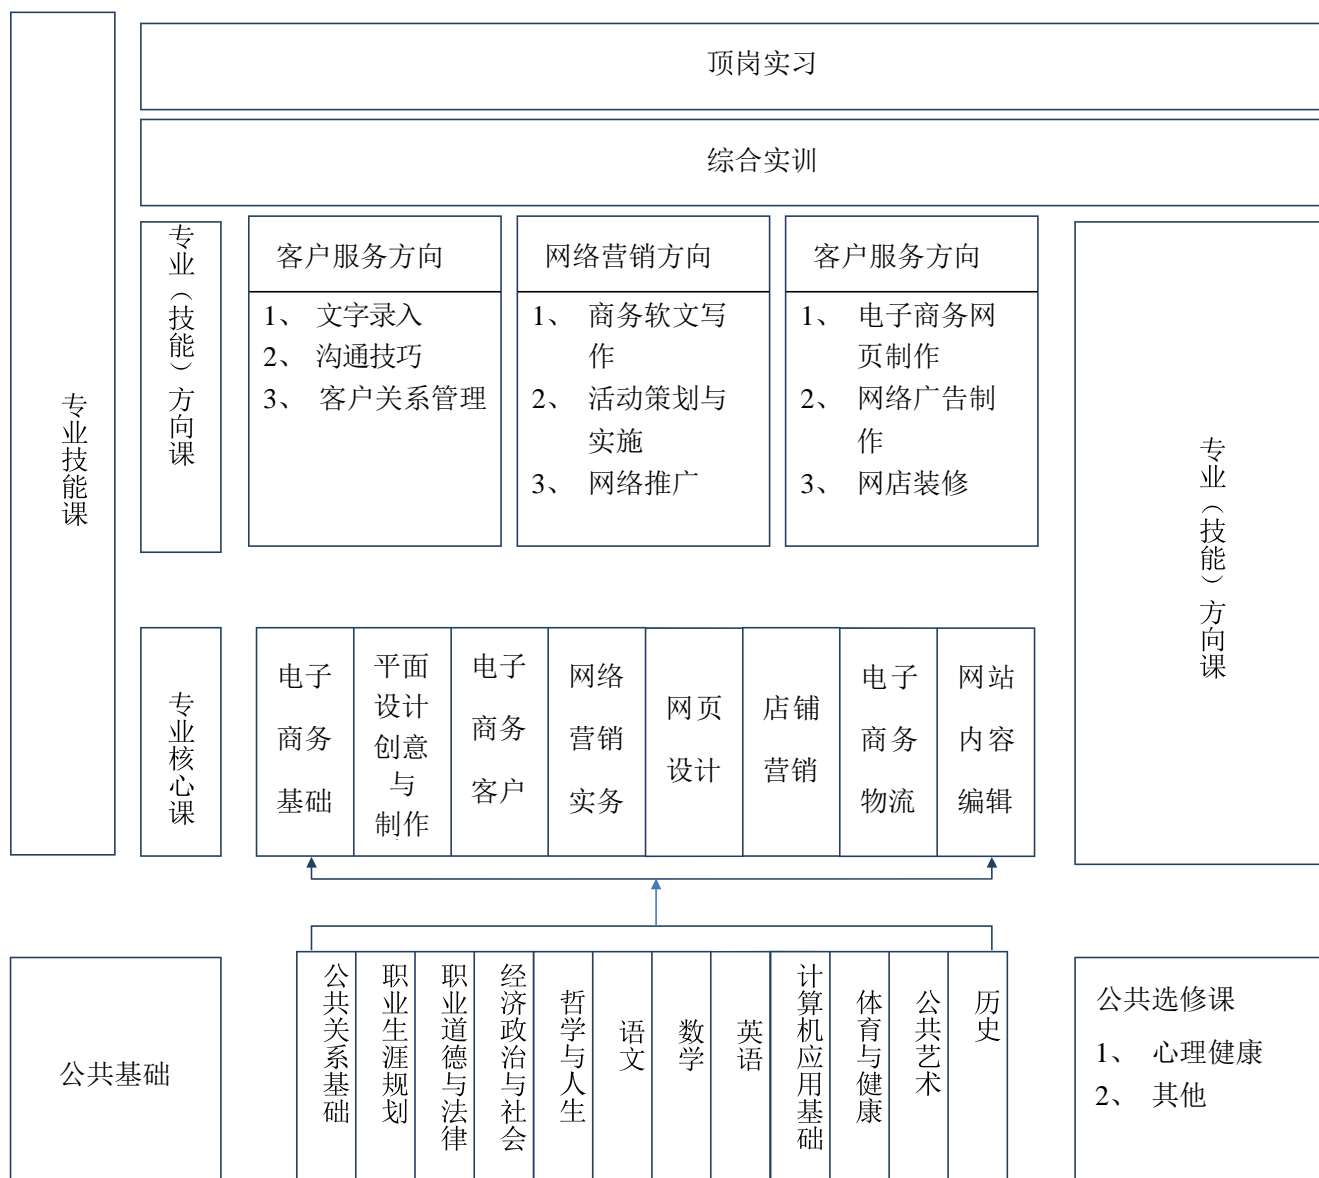 顶岗实习
综合实训
专业技能课
专业（技能）方向课
客户服务方向
1、 文字录入
2、 沟通技巧
3、 客户关系管理
网络营销方向
1、 商务软文写
作
2、 活动策划与
实施
3、 网络推广
客户服务方向
1、 电子商务网
页制作
2、 网络广告制
作
3、 网店装修
专业（技能）方向课
专业核心课
电子
商务
基础
平面
设计
创意
与
制作
电子
商务
客户
网络
营销
实务
网页
设计
店铺
营销
电子
商务
物流
网站
内容
编辑
公共基础
公共关系基础
职业生涯规划
职业道德与法律
经济政治与社会
哲学与人生
语文
数学
英语
计算机应用基础
体育与健康
公共艺术
历史
公共选修课
1、 心理健康
2、 其他